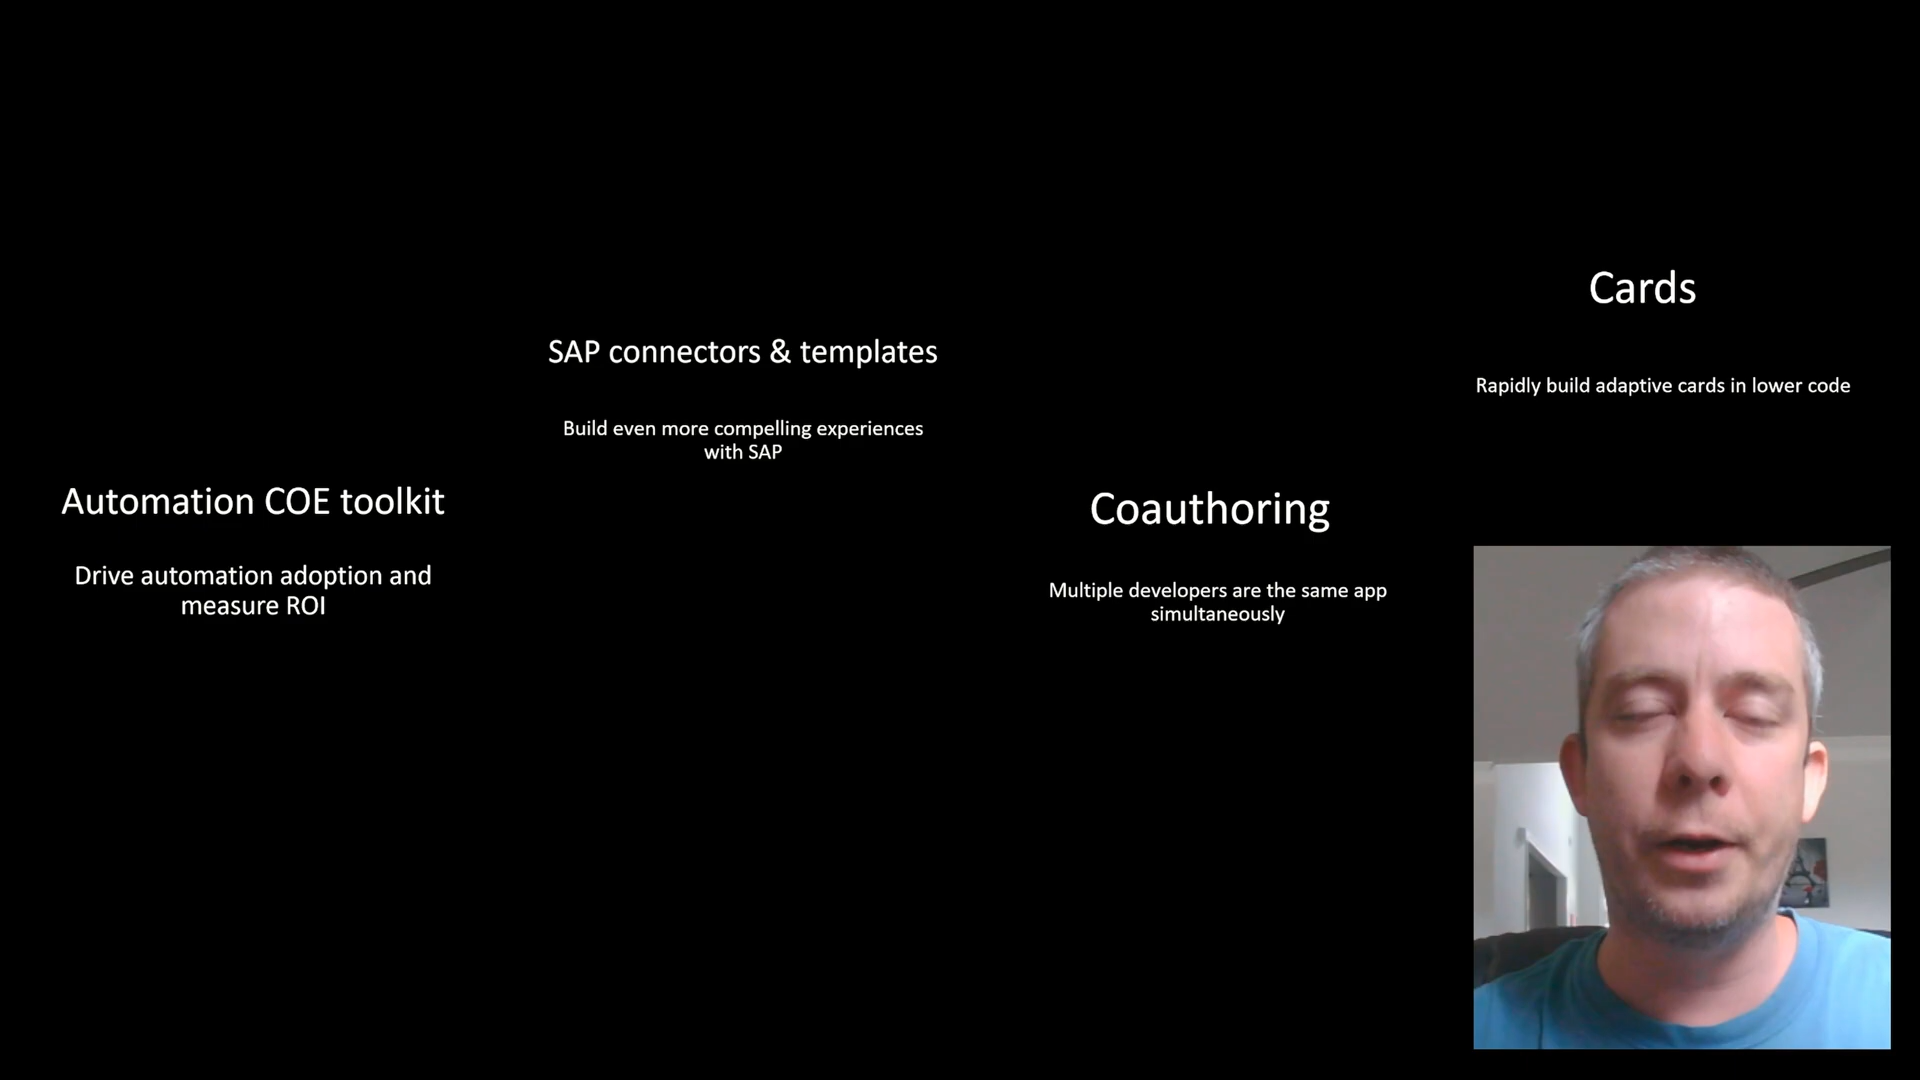 Automation COE toolkit
Drive automation adoption and
measure ROI
SAP connectors & templates
Build even more compelling experiences
with SAP
Coauthoring
Multiple developers are the same app
simultaneously
Cards
Rapidly build adaptive cards in lower code